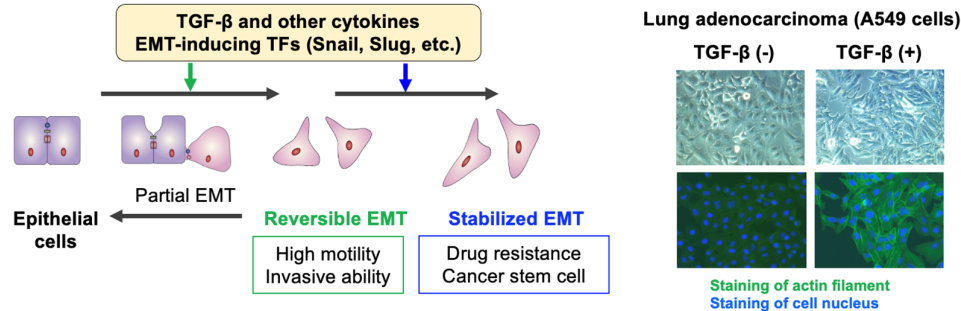 TGF-β and other cytokines
EMT-inducing TFs (Snail, Slug, etc.)
Partial EMT
Epithelial
cells
Reversible EMT
High motility
Invasive ability
Stabilized EMT
Drug resistance
Cancer stem cell
Lung adenocarcinoma (A549 cells)
TGF-β (-)
TGF-β (+)
Staining of actin filament
Staining of cell nucleus